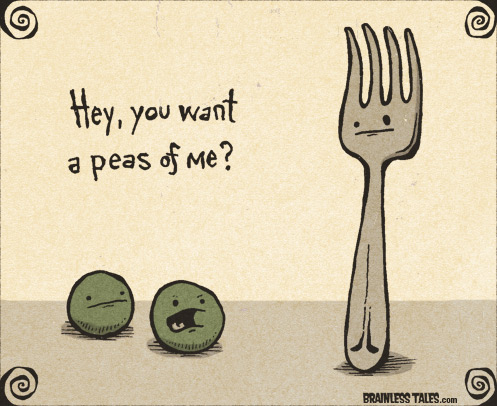 Hey, you want
a peas of me?
BRAINLESS TALES.com